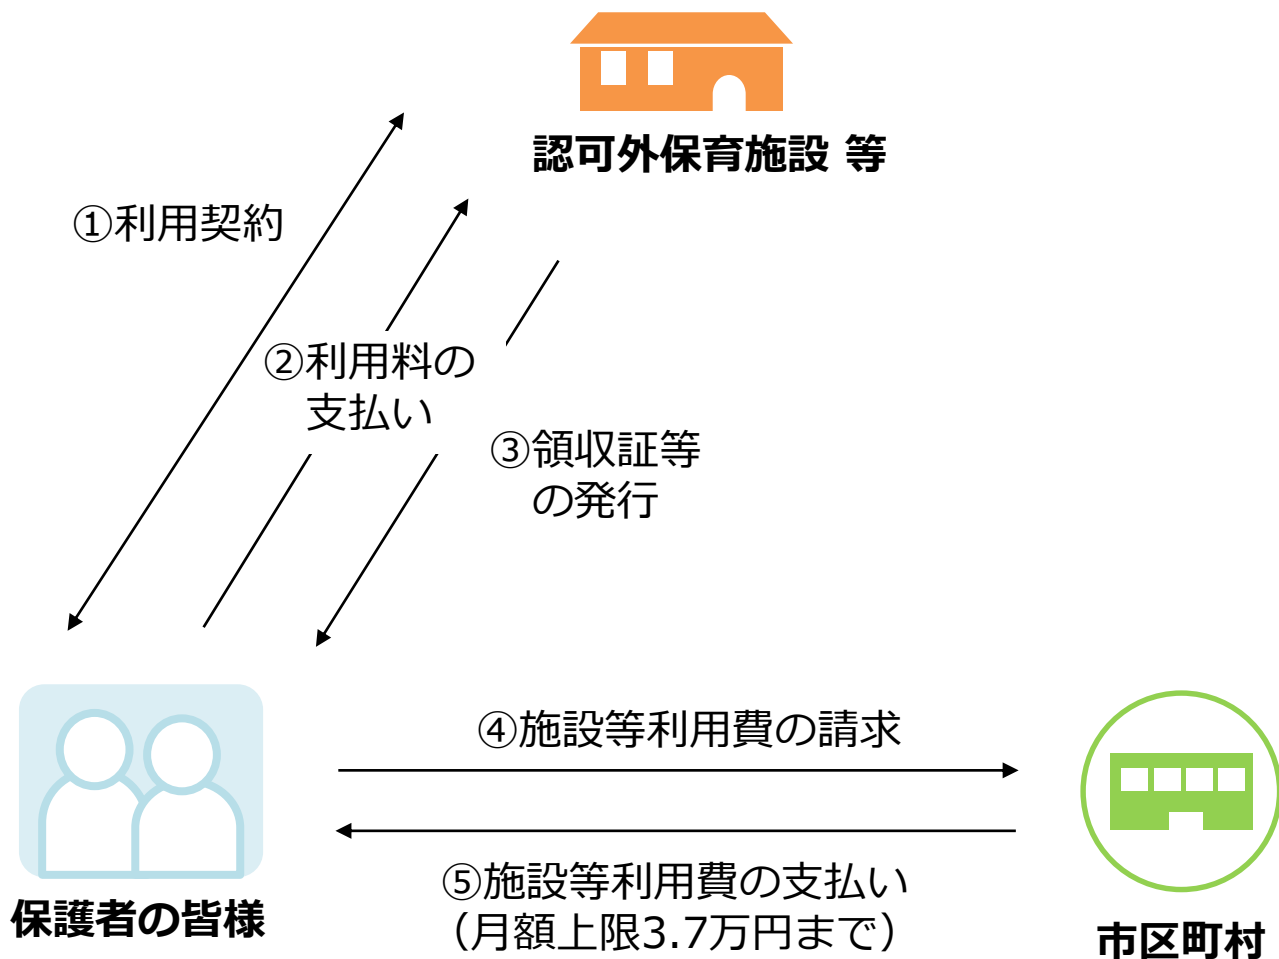 認可外保育施設 等
①利用契約
②利用料の
支払い
③領収証等
の発行
④施設等利用費の請求
⑤施設等利用費の支払い
（月額上限3.7万円まで）
保護者の皆様
市区町村